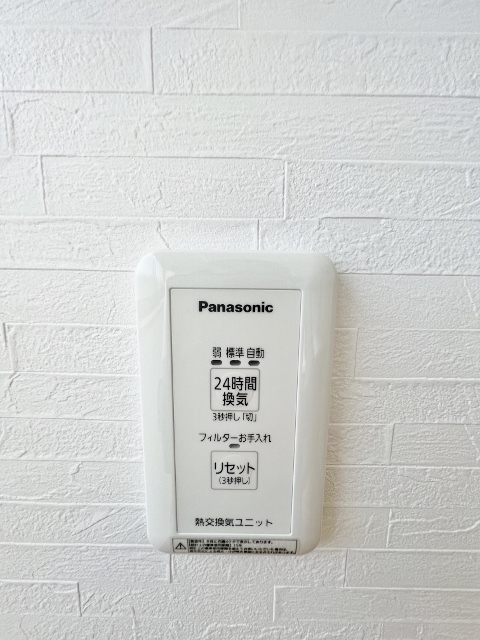 Panasonic
弱 標準 自動
24時間
換気
3秒押し「切」
フィルターお手入れ
リセット
(3秒押し)
熱交換気ユニット